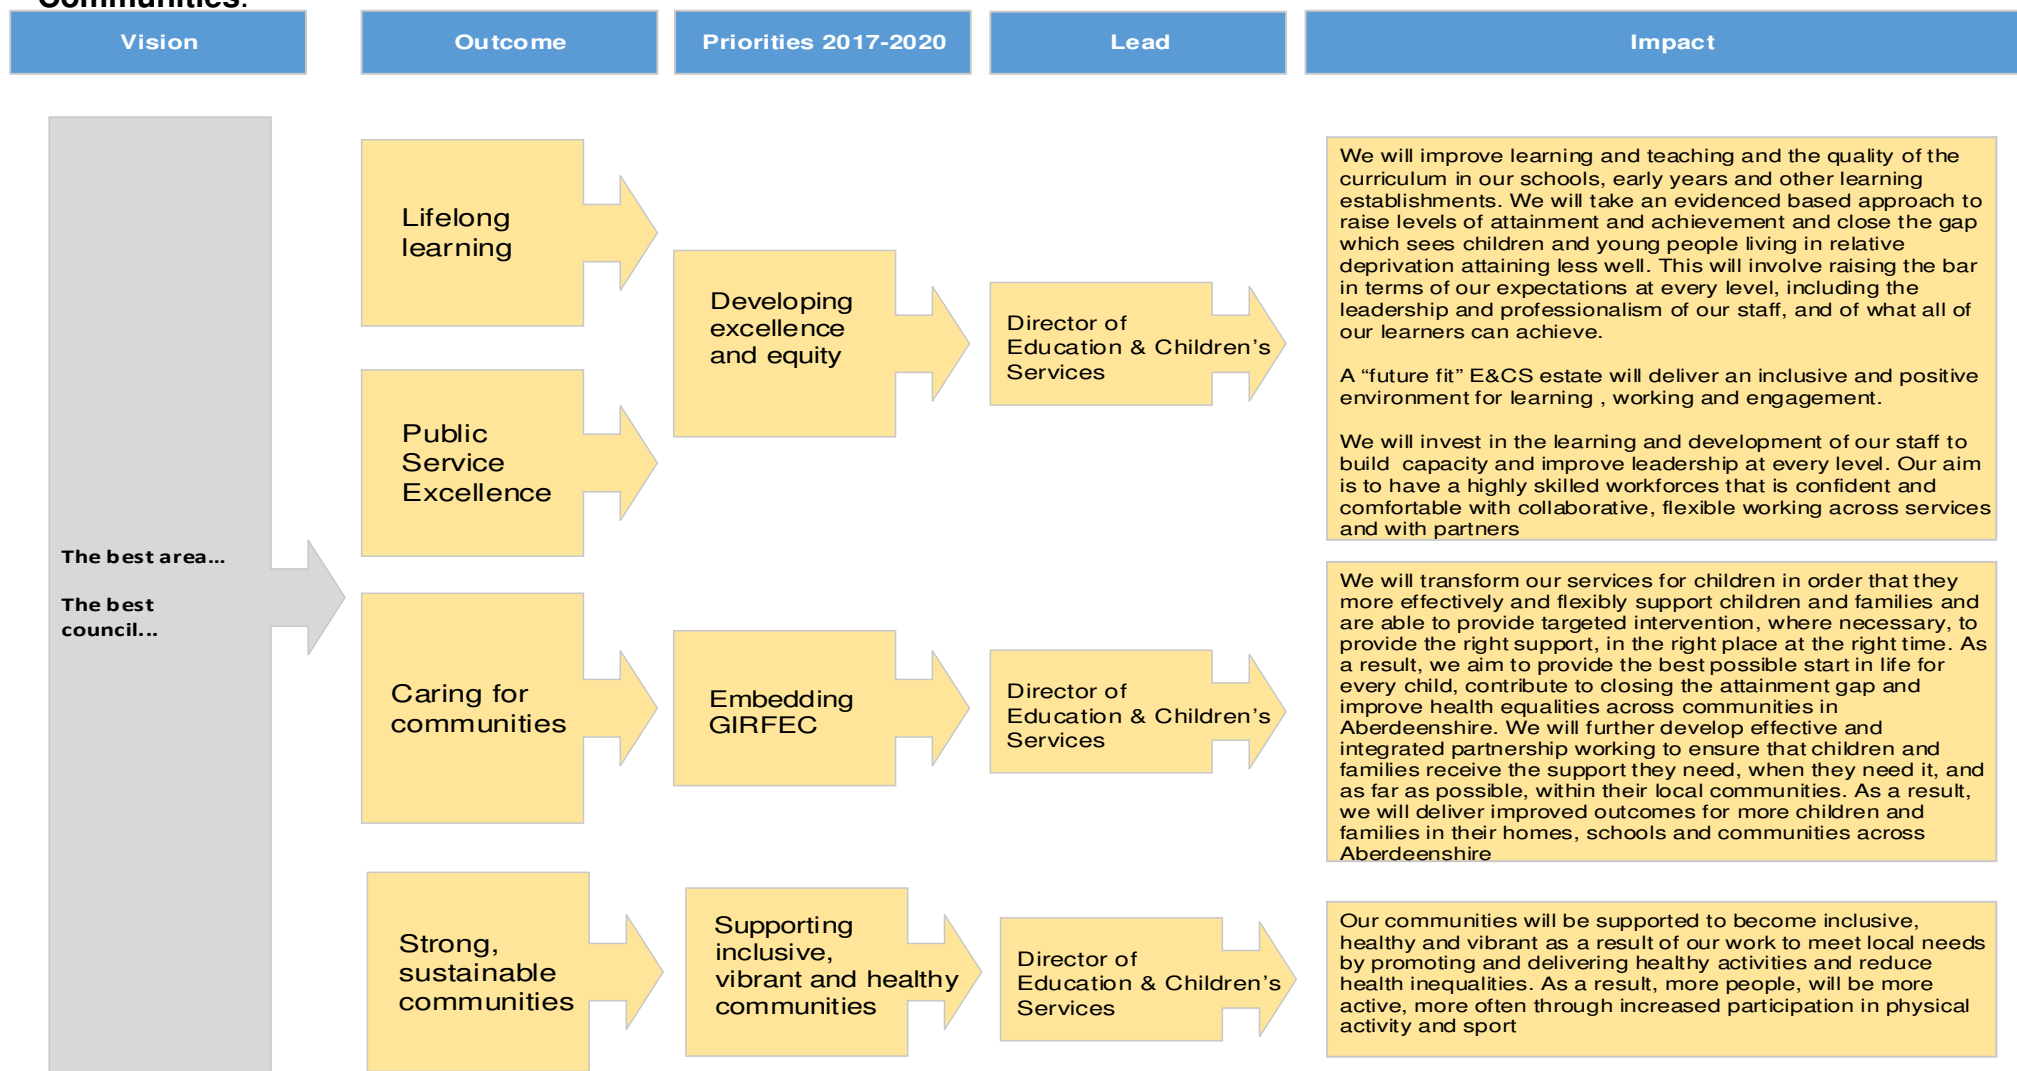 Communities:
Vision
Outcome
Priorities 2017-2020
Lead
Impact
The best area...
The best
council...
Lifelong
learning
Public
Service
Excellence
Developing
excellence
and equity
Director of
Education & Children’s
Services
We will improve learning and teaching and the quality of the
curriculum in our schools, early years and other learning
establishments. We will take an evidenced based approach to
raise levels of attainment and achievement and close the gap
which sees children and young people living in relative
deprivation attaining less well. This will involve raising the bar
in terms of our expectations at every level, including the
leadership and professionalism of our staff, and of what all of
our learners can achieve.
A “future fit” E&CS estate will deliver an inclusive and positive
environment for learning , working and engagement.
We will invest in the learning and development of our staff to
build capacity and improve leadership at every level. Our aim
is to have a highly skilled workforces that is confident and
comfortable with collaborative, flexible working across services
and with partners
Caring for
communities
Embedding
GIRFEC
Director of
Education & Children’s
Services
We will transform our services for children in order that they
more effectively and flexibly support children and families and
are able to provide targeted intervention, where necessary, to
provide the right support, in the right place at the right time. As
a result, we aim to provide the best possible start in life for
every child, contribute to closing the attainment gap and
improve health equalities across communities in
Aberdeenshire. We will further develop effective and
integrated partnership working to ensure that children and
families receive the support they need, when they need it, and
as far as possible, within their local communities. As a result,
we will deliver improved outcomes for more children and
families in their homes, schools and communities across
Aberdeenshire
Strong,
sustainable
communities
Supporting
inclusive,
vibrant and healthy
communities
Director of
Education & Children’s
Services
Our communities will be supported to become inclusive,
healthy and vibrant as a result of our work to meet local needs
by promoting and delivering healthy activities and reduce
health inequalities. As a result, more people, will be more
active, more often through increased participation in physical
activity and sport